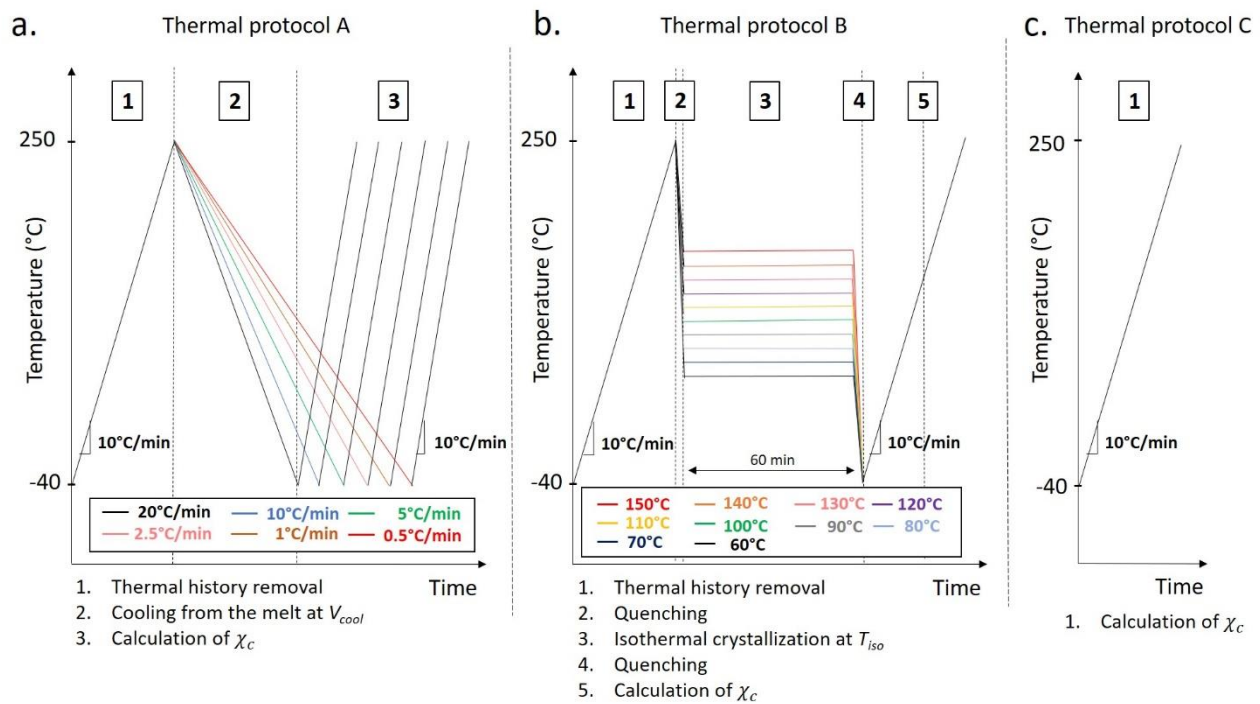 a.
Thermal protocol A
1
2
3
250
Temperature (°C)
10°C/min
10°C/min
-40
20°C/min
10°C/min
5°C/min
2.5°C/min
1°C/min
0.5°C/min
Time
1. Thermal history removal
2. Cooling from the melt at Vcool
3. Calculation of χc
b.
Thermal protocol B
1
2
3
4
5
250
Temperature (°C)
10°C/min
10°C/min
60 min
-40
150°C
140°C
130°C
120°C
110°C
100°C
90°C
80°C
70°C
60°C
Time
1. Thermal history removal
2. Quenching
3. Isothermal crystallization at Tiso
4. Quenching
5. Calculation of χc
c.
Thermal protocol C
1
250
Temperature (°C)
10°C/min
-40
Time
1. Calculation of χc